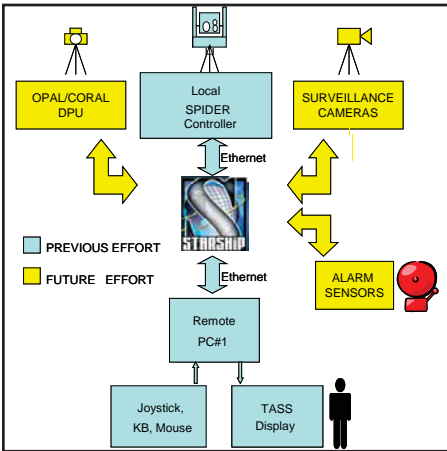 OPAL/CORAL
DPU
Local
SPIDER
Controller
SURVEILLANCE
CAMERAS
Ethernet
STARSHIP
PREVIOUS EFFORT
FUTURE EFFORT
Ethernet
ALARM
SENSORS
Remote
PC#1
Joystick,
KB, Mouse
TASS
Display